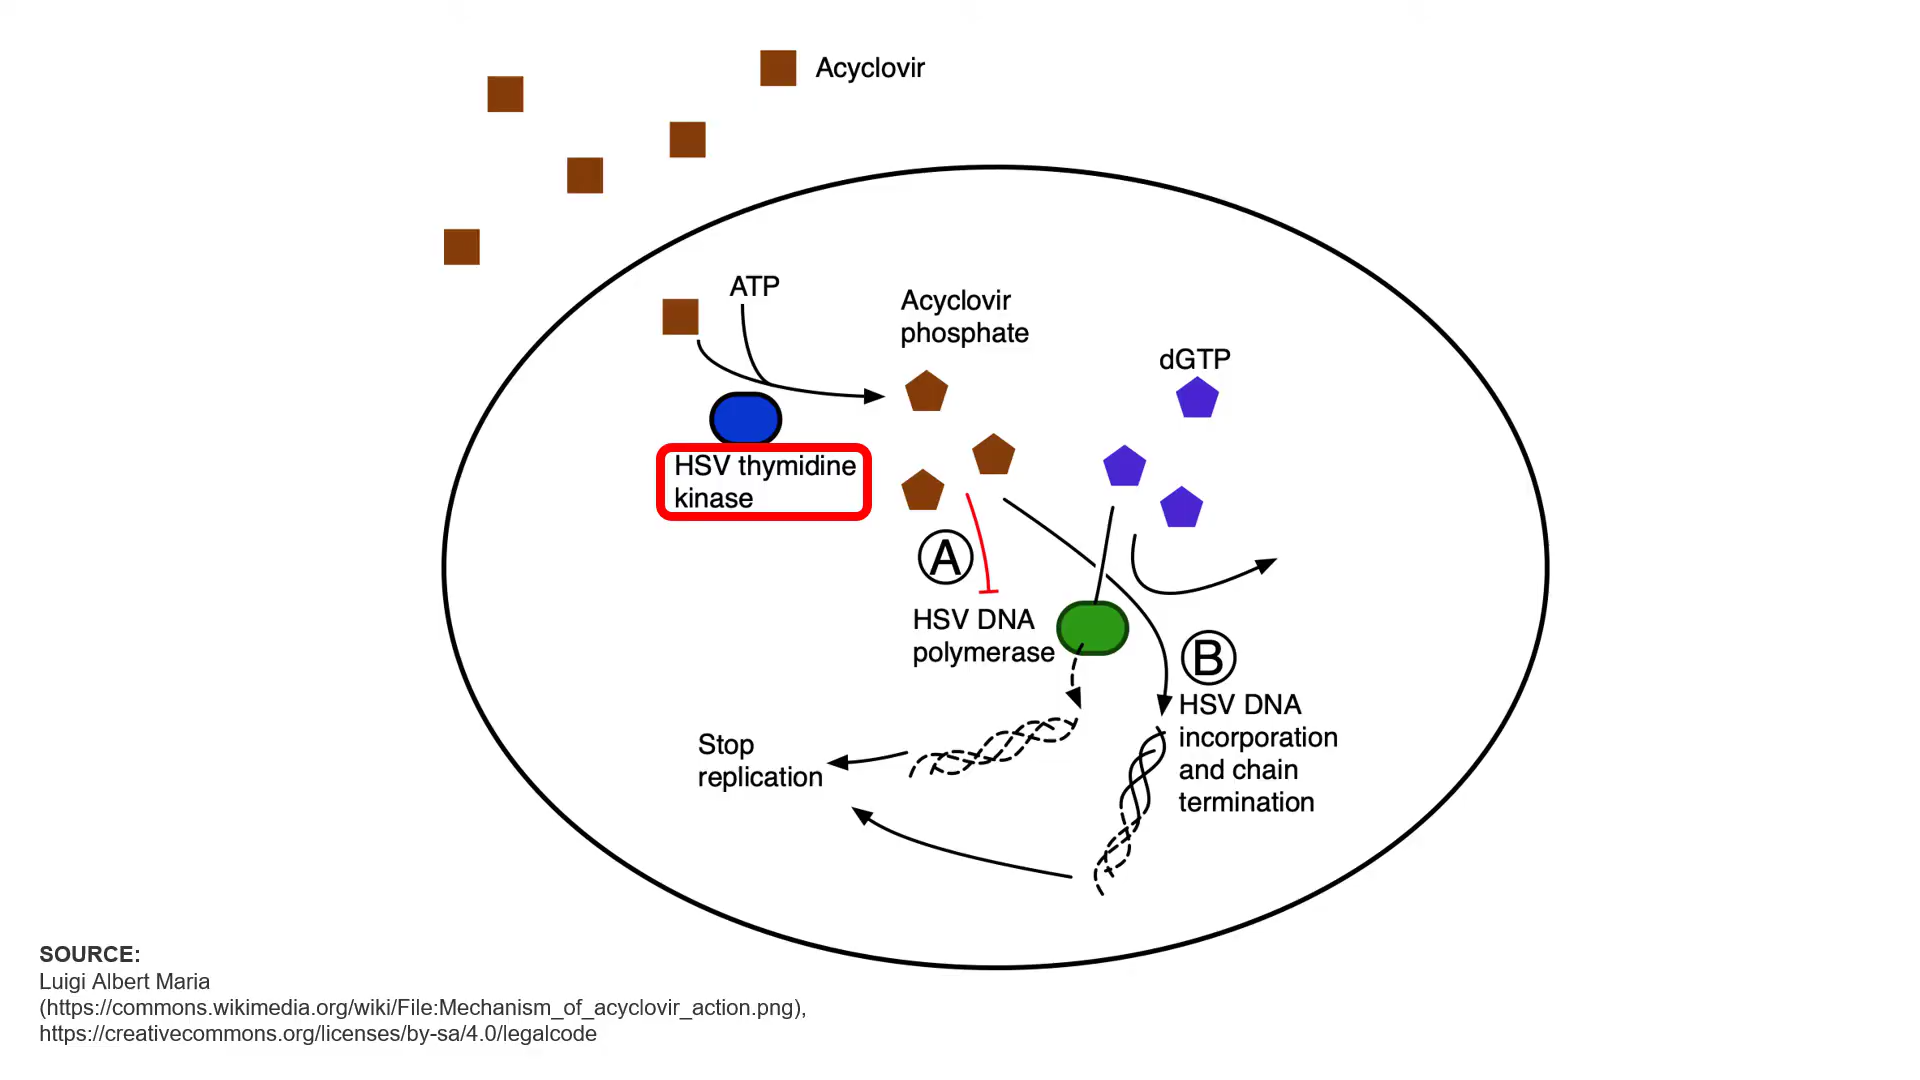 Acyclovir
ATP
Acyclovir
phosphate
dGTP
HSV thymidine
kinase
A
HSV DNA
polymerase
B
HSV DNA
incorporation
and chain
termination
Stop
replication
SOURCE:
Luigi Albert Maria
(https://commons.wikimedia.org/wiki/File:Mechanism_of_acyclovir_action.png),
https://creativecommons.org/licenses/by-sa/4.0/legalcode